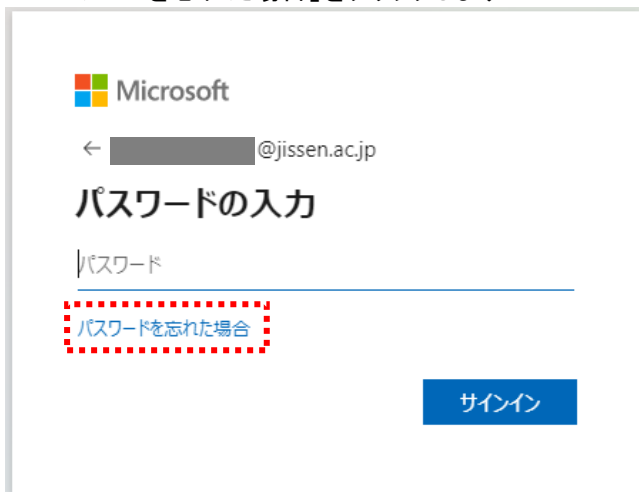 Microsoft
← @jissen.ac.jp
パスワードの入力
パスワード
パスワードを忘れた場合
サインイン